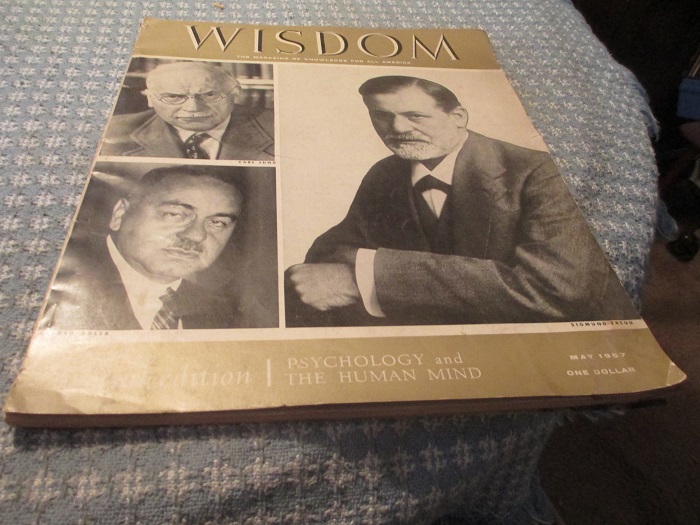 WISDOM
THE MAGAZINE OF KNOWLEDGE FOR ALL AMERICA
CARL JUNG
ADLER
SIGMUND FREUD
edition
PSYCHOLOGY and
THE HUMAN MIND
MAY 1957
ONE DOLLAR